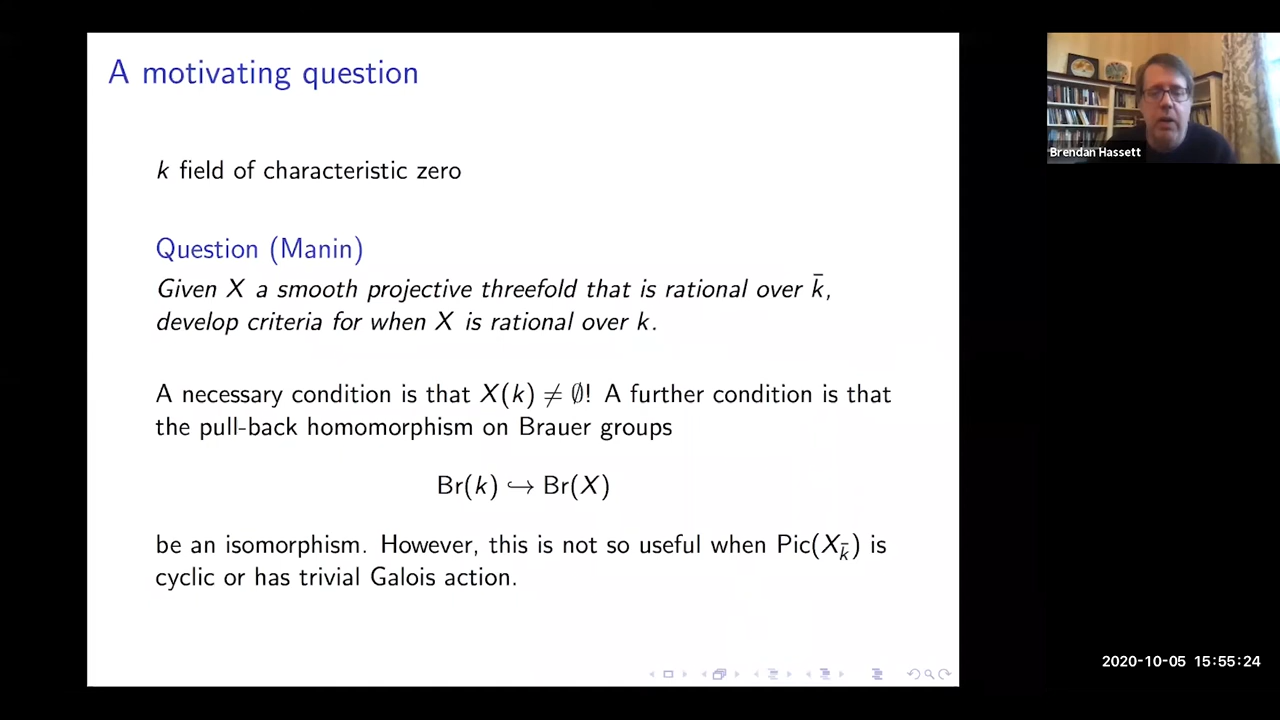 A motivating question
k field of characteristic zero
Question (Manin)
Given X a smooth projective threefold that is rational over k̄,
develop criteria for when X is rational over k.
A necessary condition is that X(k) ≠ ∅! A further condition is that
the pull-back homomorphism on Brauer groups
Br(k) ↪ Br(X)
be an isomorphism. However, this is not so useful when Pic(X_k̄) is
cyclic or has trivial Galois action.
Brendan Hassett
2020-10-05 15:55:24